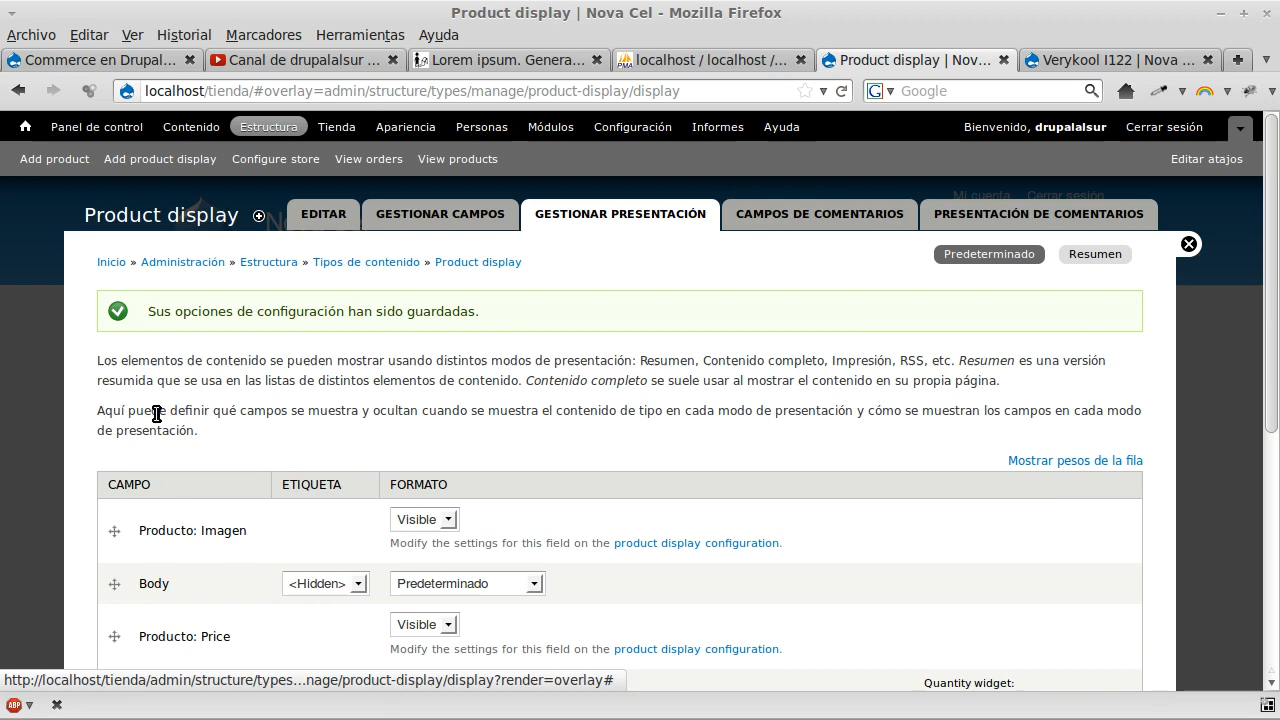 Product display | Nova Cel - Mozilla Firefox
Archivo Editar Ver Historial Marcadores Herramientas Ayuda
Commerce en Drupal... Canal de drupalalsur ... Lorem ipsum. Genera... localhost / localhost /... Product display | Nov... Verykool I122 | Nova ...
localhost/tienda/#overlay=admin/structure/types/manage/product-display/display Google
Panel de control Contenido Estructura Tienda Apariencia Personas Módulos Configuración Informes Ayuda Bienvenido, drupalalsur Cerrar sesión
Add product Add product display Configure store View orders View products Editar atajos
Mi cuenta Cerrar sesión
Product display EDITAR GESTIONAR CAMPOS GESTIONAR PRESENTACIÓN CAMPOS DE COMENTARIOS PRESENTACIÓN DE COMENTARIOS
Inicio » Administración » Estructura » Tipos de contenido » Product display Predeterminado Resumen
Sus opciones de configuración han sido guardadas.
Los elementos de contenido se pueden mostrar usando distintos modos de presentación: Resumen, Contenido completo, Impresión, RSS, etc. Resumen es una versión
resumida que se usa en las listas de distintos elementos de contenido. Contenido completo se suele usar al mostrar el contenido en su propia página.
Aquí puede definir qué campos se muestra y ocultan cuando se muestra el contenido de tipo en cada modo de presentación y cómo se muestran los campos en cada modo
de presentación.
Mostrar pesos de la fila
CAMPO ETIQUETA FORMATO
Producto: Imagen Visible
Modify the settings for this field on the product display configuration.
Body <Hidden> Predeterminado
Producto: Price Visible
Modify the settings for this field on the product display configuration.
http://localhost/tienda/admin/structure/types...nage/product-display/display?render=overlay# Quantity widget:
ABP